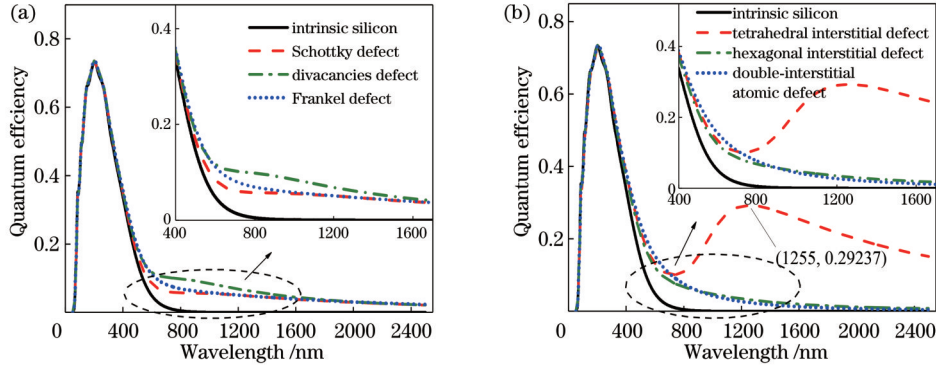 (a)
intrinsic silicon
Schottky defect
divacancies defect
Frankel defect
0.4
0.2
0
400 800 1200 1600
0.8
0.6
0.4
0.2
0 400 800 1200 1600 2000 2400
Quantum effciency
Wavelength /nm
(b)
intrinsic silicon
tetrahedral interstitial defect
hexagonal interstitial defect
double-interstitial
atomic defect
0.4
0.2
0
400 800 1200 1600
(1255, 0.29237)
0.8
0.6
0.4
0.2
0 400 800 1200 1600 2000 2400
Quantum effciency
Wavelength /nm